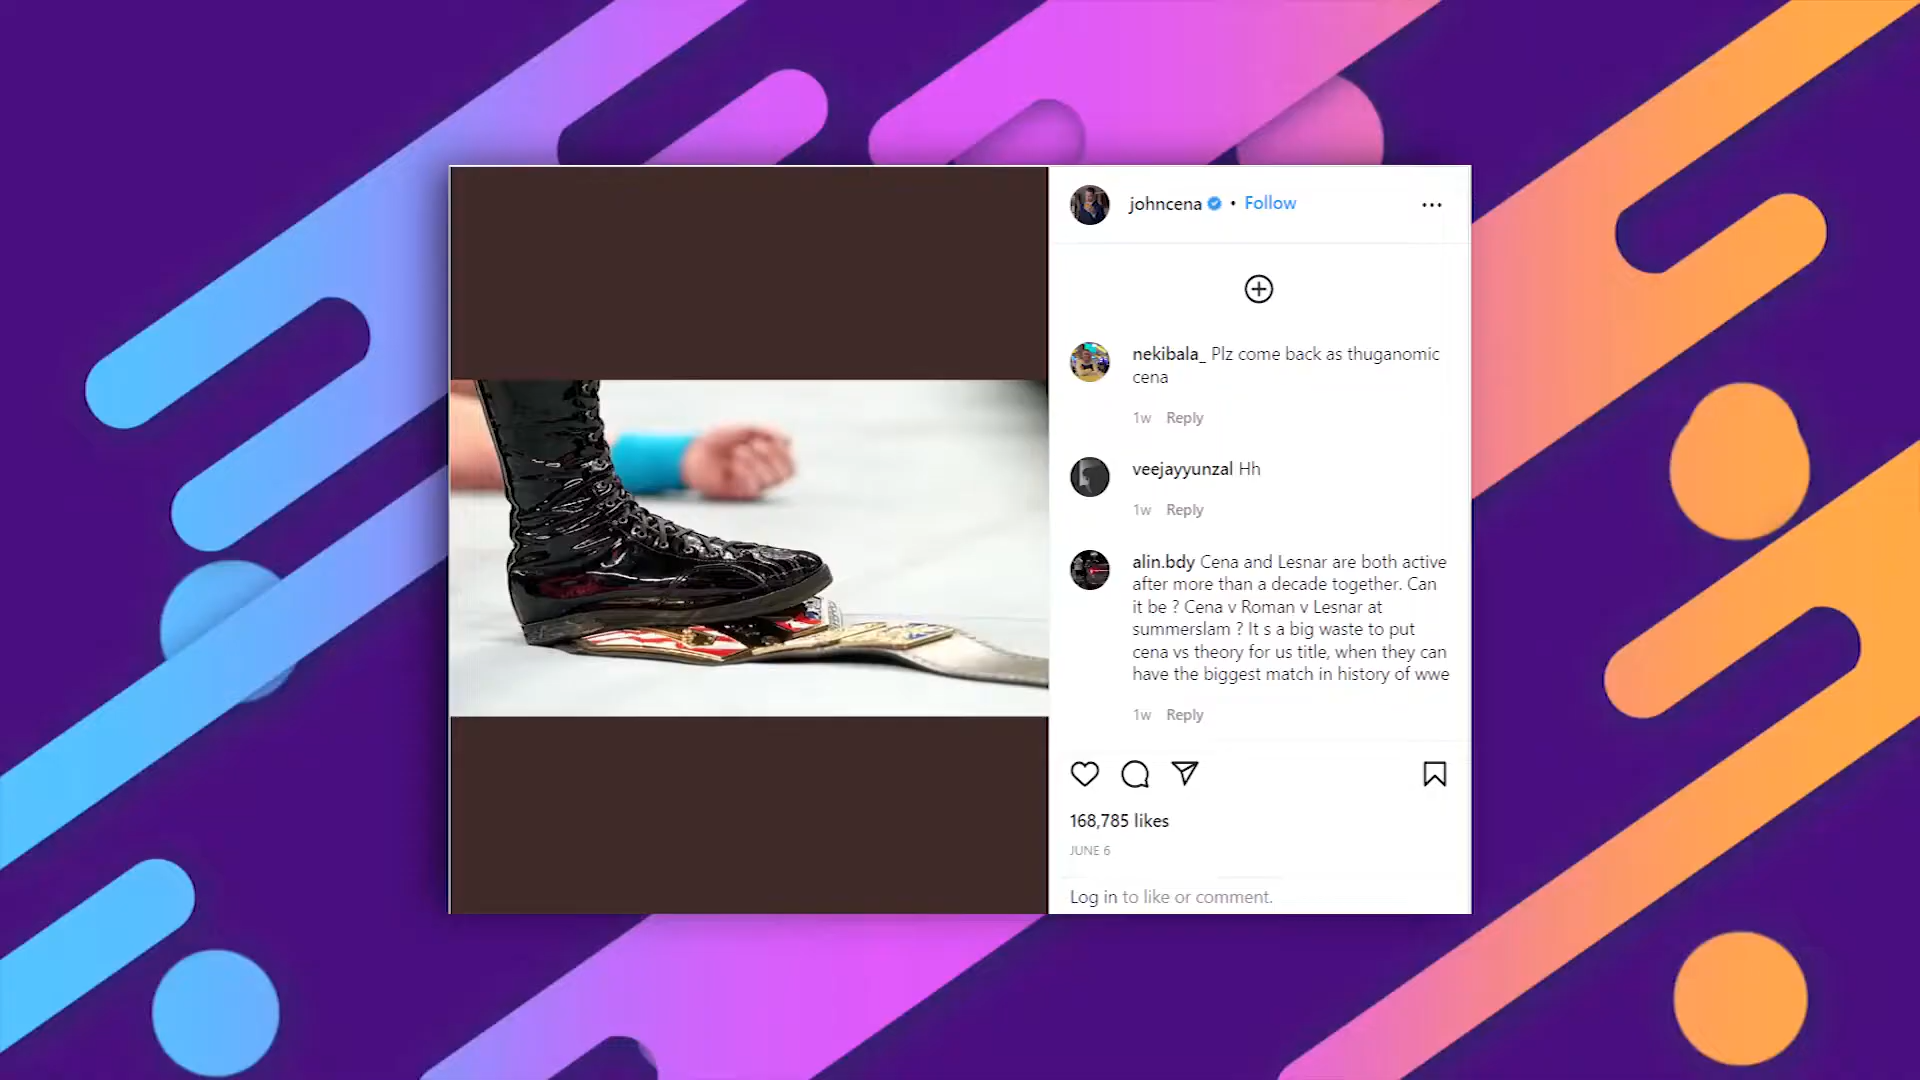 johncena • Follow
nekibala_ Plz come back as thuganomic
cena
1w Reply
veejayyunzal Hh
1w Reply
alin.bdy Cena and Lesnar are both active
after more than a decade together. Can
it be ? Cena v Roman v Lesnar at
summerslam ? It s a big waste to put
cena vs theory for us title, when they can
have the biggest match in history of wwe
1w Reply
168,785 likes
JUNE 6
Log in to like or comment.